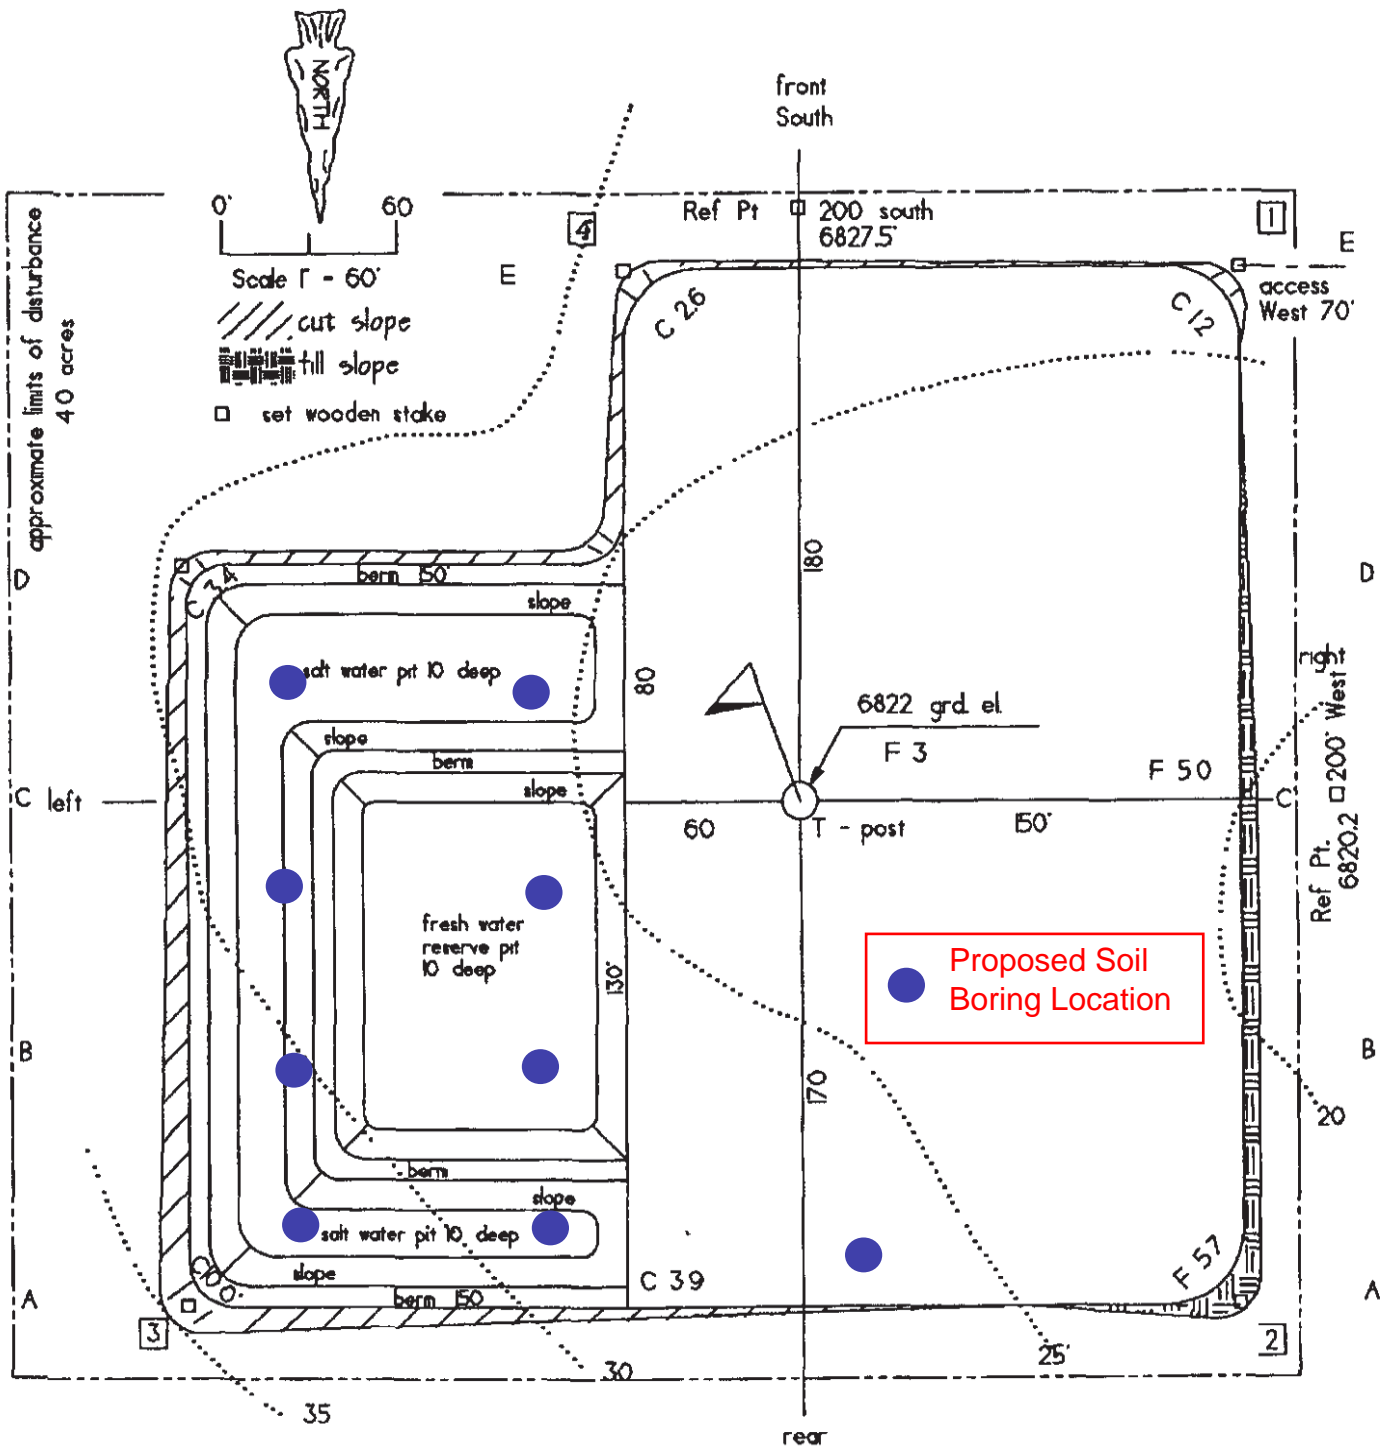 NORTH
front
South
0'
60
Scale 1" - 60'
cut slope
fill slope
set wooden stake
approximate limits of disturbance
40 acres
4
E
Ref Pt
200 south
6827.5'
1
E
access
West 70'
C 2.6
C 12
D
C 3.4
berm 150'
slope
180
D
salt water pit 10 deep
80
right
slope
berm
6822 grd. el.
F 3
200' West
C left
slope
F 50
C
60
T - post
150'
Ref Pt.
6820.2
fresh water
reserve pit
10 deep
130'
Proposed Soil
Boring Location
B
B
170
20
berm
slope
salt water pit 10 deep
slope
C 39
F 57
A
berm 150'
A
3
2
30
25'
35
rear